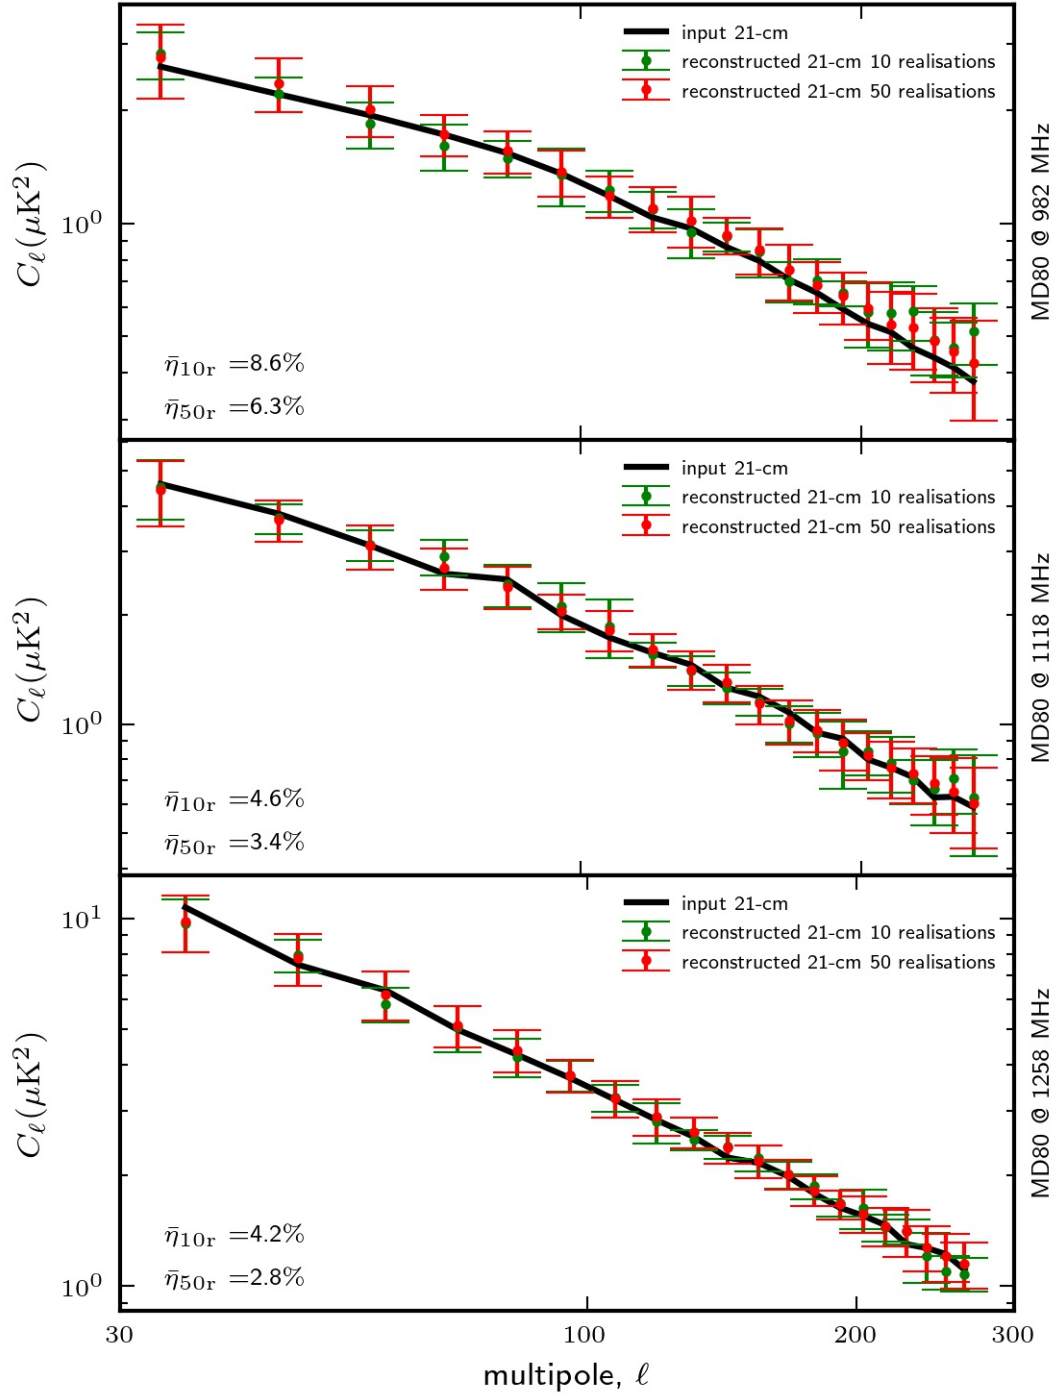 input 21-cm
reconstructed 21-cm 10 realisations
reconstructed 21-cm 50 realisations
C_ℓ(μK²)
10⁰
η̄₁₀ᵣ =8.6%
η̄₅₀ᵣ =6.3%
MD80 @ 982 MHz
input 21-cm
reconstructed 21-cm 10 realisations
reconstructed 21-cm 50 realisations
C_ℓ(μK²)
10⁰
η̄₁₀ᵣ =4.6%
η̄₅₀ᵣ =3.4%
MD80 @ 1118 MHz
input 21-cm
reconstructed 21-cm 10 realisations
reconstructed 21-cm 50 realisations
10¹
C_ℓ(μK²)
10⁰
η̄₁₀ᵣ =4.2%
η̄₅₀ᵣ =2.8%
MD80 @ 1258 MHz
30 100 200 300
multipole, ℓ